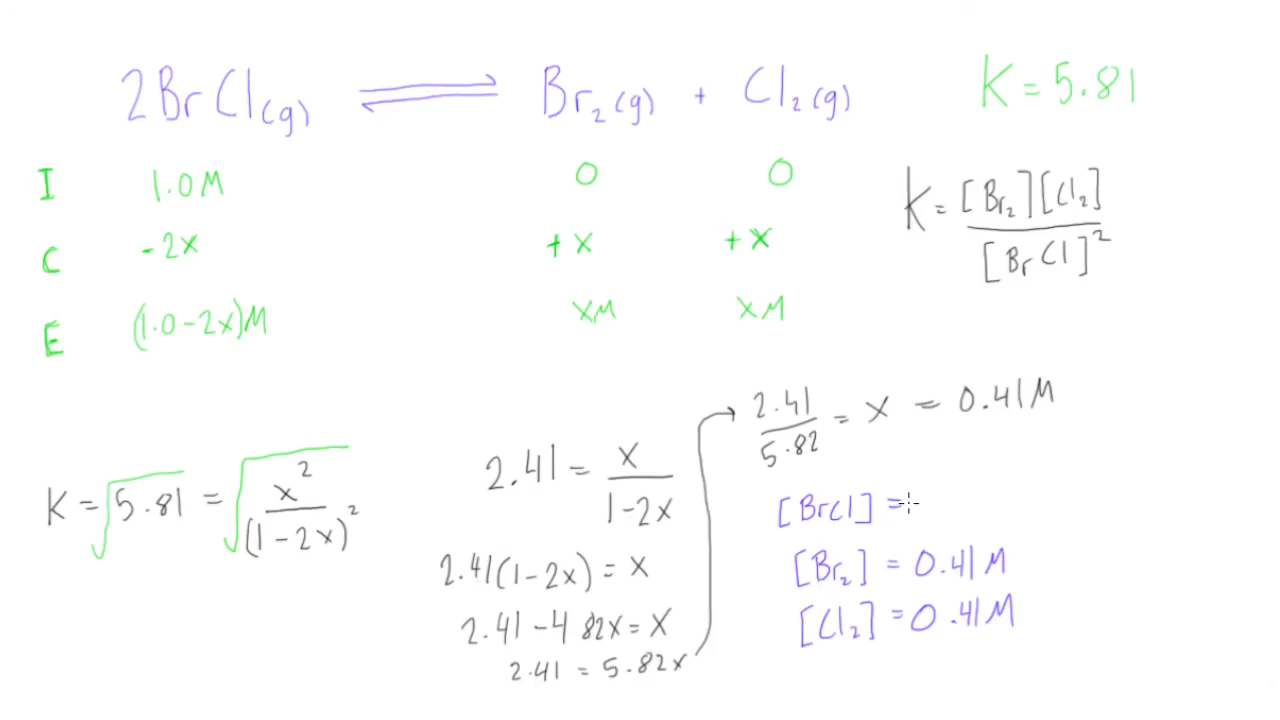 2BrCl(g) ⇌ Br₂(g) + Cl₂(g) K = 5.81
I 1.0M 0 0
C -2x +x +x
E (1.0-2x)M xM xM
K = [Br₂][Cl₂] / [BrCl]²
K = √5.81 = √(x² / (1-2x)²)
2.41 = x / (1-2x)
2.41(1-2x) = x
2.41 - 4 82x = x
2.41 = 5.82x
2.41 / 5.82 = x = 0.41M
[BrCl] =
[Br₂] = 0.41M
[Cl₂] = 0.41M